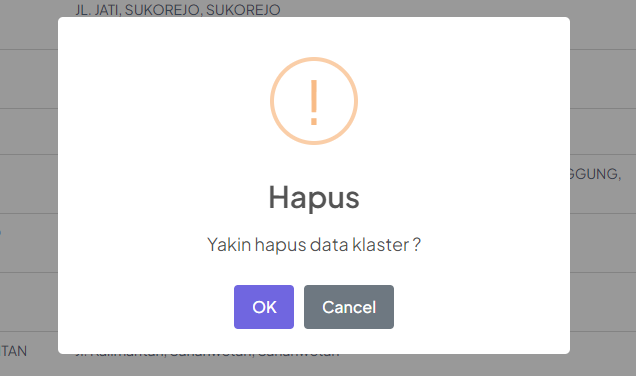 JL. JATI, SUKOREJO, SUKOREJO
GGUNG,
!
Hapus
Yakin hapus data klaster ?
OK
Cancel
TAN